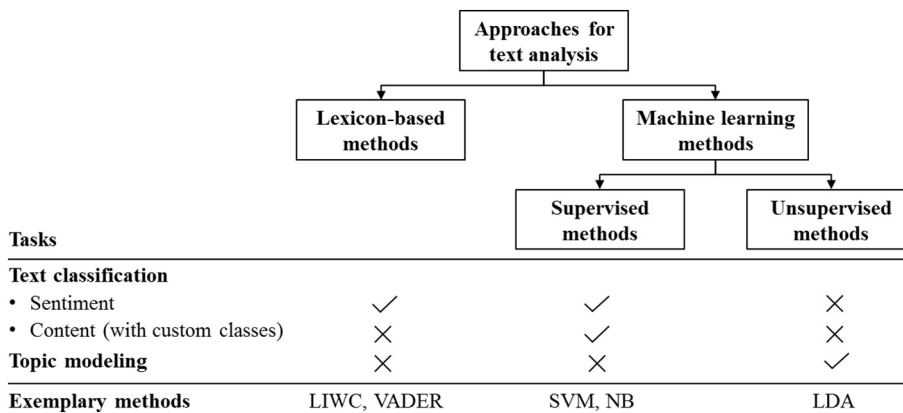 Approaches for
text analysis
Lexicon-based
methods
Machine learning
methods
Supervised
methods
Unsupervised
methods
Tasks
Text classification
• Sentiment
• Content (with custom classes)
Topic modeling
Exemplary methods LIWC, VADER SVM, NB LDA